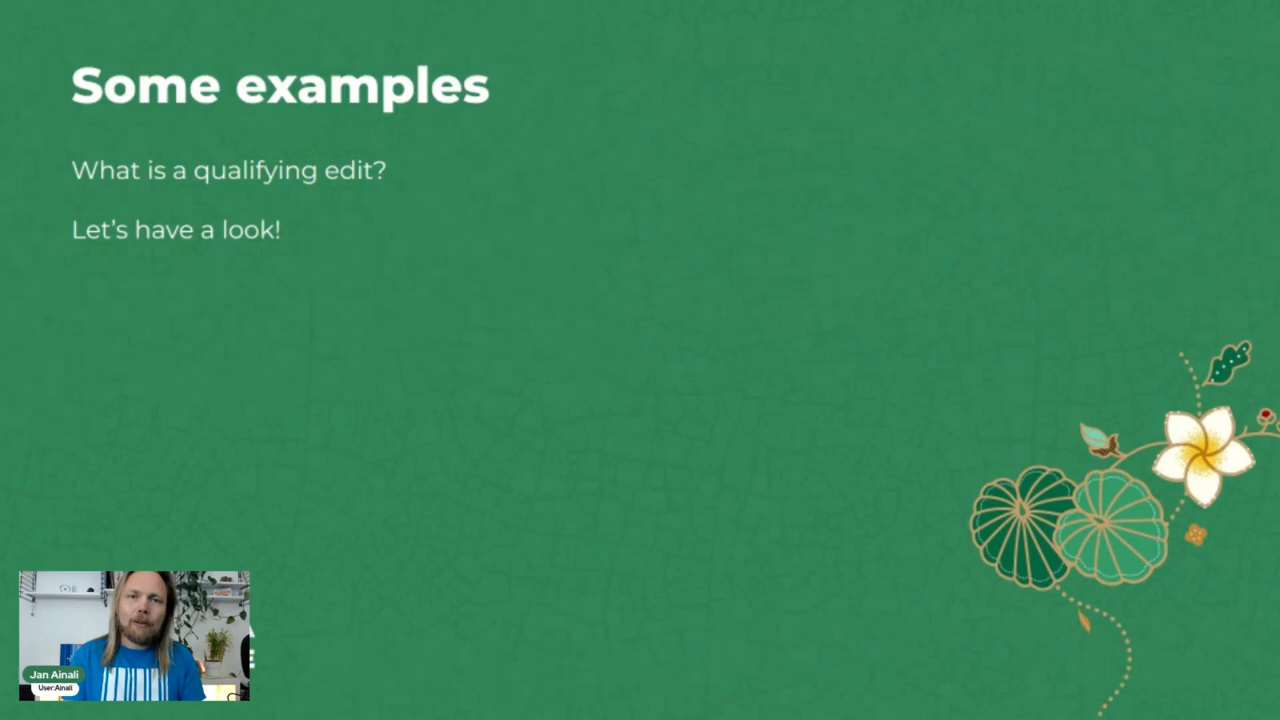 Some examples
What is a qualifying edit?
Let's have a look!
Jan Ainali
User:Ainali